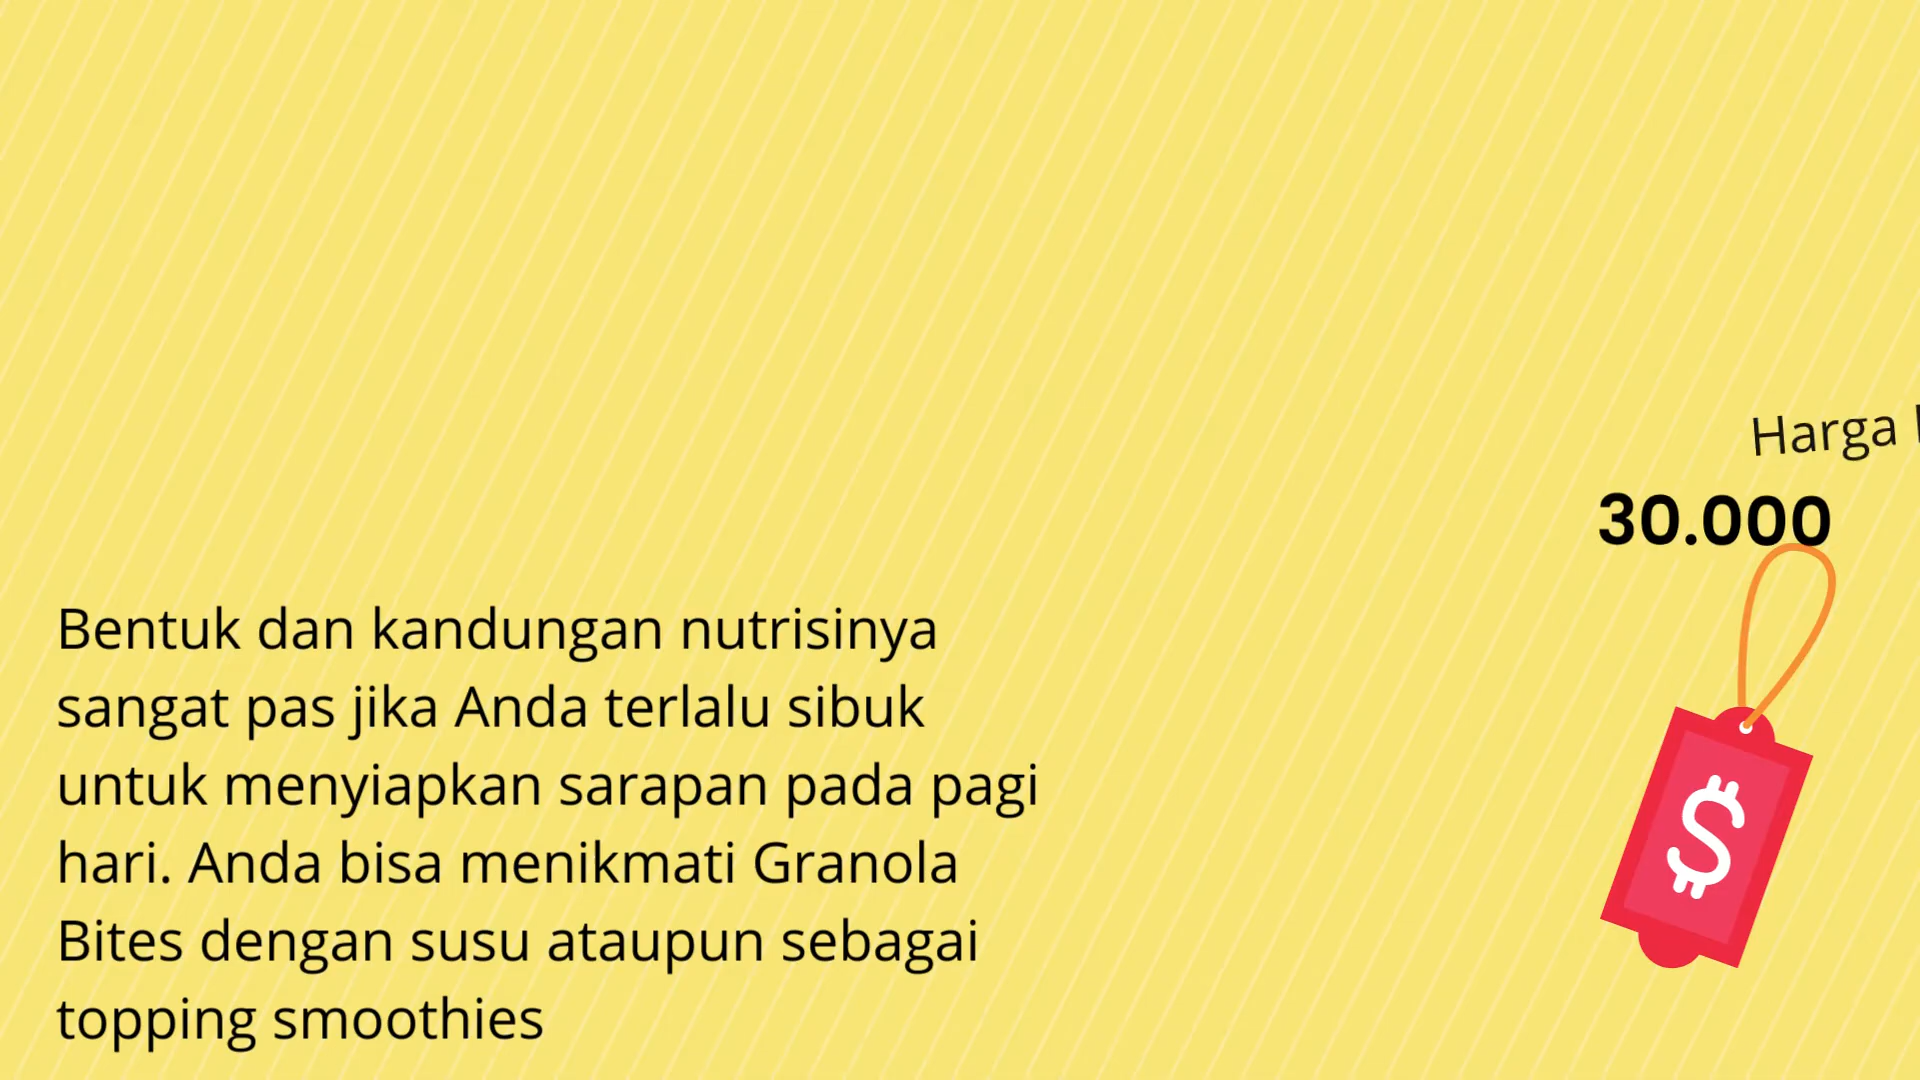 Harga
30.000
Bentuk dan kandungan nutrisinya
sangat pas jika Anda terlalu sibuk
untuk menyiapkan sarapan pada pagi
hari. Anda bisa menikmati Granola
Bites dengan susu ataupun sebagai
topping smoothies
$